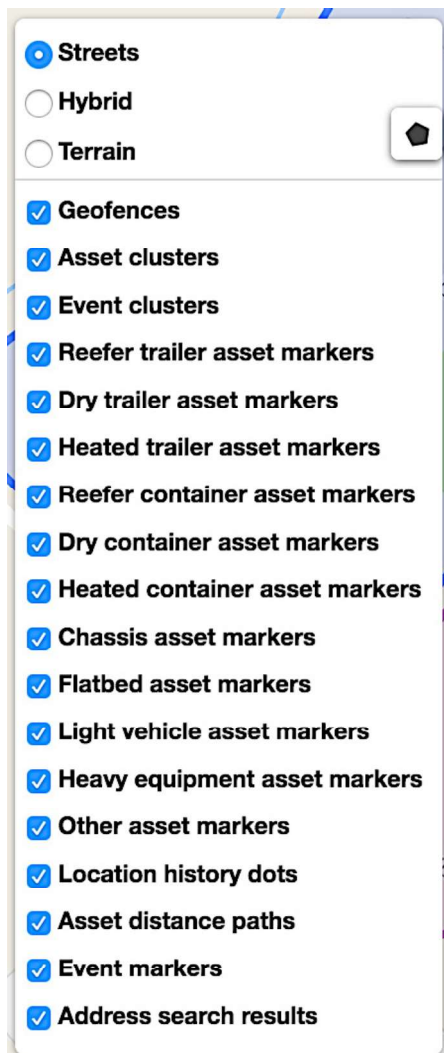 Streets
Hybrid
Terrain
Geofences
Asset clusters
Event clusters
Reefer trailer asset markers
Dry trailer asset markers
Heated trailer asset markers
Reefer container asset markers
Dry container asset markers
Heated container asset markers
Chassis asset markers
Flatbed asset markers
Light vehicle asset markers
Heavy equipment asset markers
Other asset markers
Location history dots
Asset distance paths
Event markers
Address search results